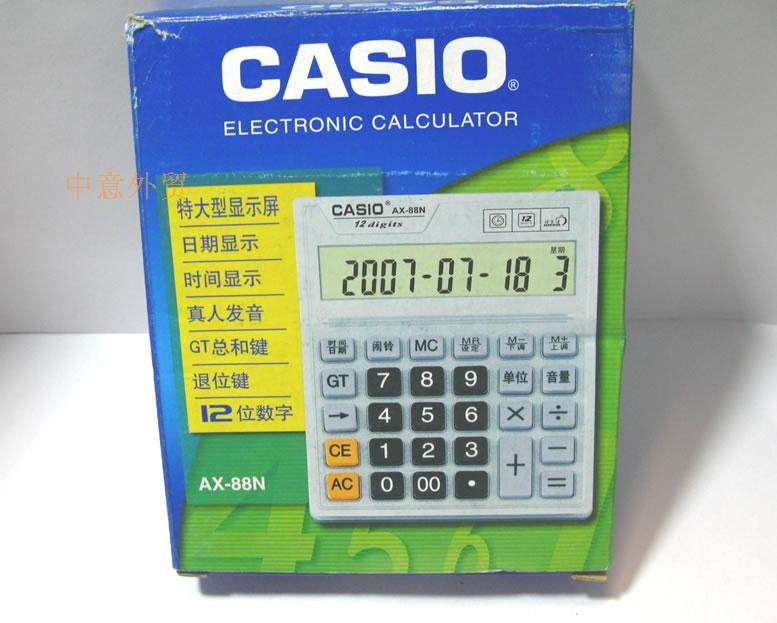 CASIO®
ELECTRONIC CALCULATOR
中意外贸
特大型显示屏
日期显示
时间显示
真人发音
GT总和键
退位键
12位数字
AX-88N
CASIO® AX-88N
12 digits
12
星期
2007-07-18 3
时间 日期 闹铃 MC MR 设定 M- 下调 M+ 上调
GT 7 8 9 单位 音量
→ 4 5 6 × ÷
CE 1 2 3 + −
AC 0 00 • =
8
4567